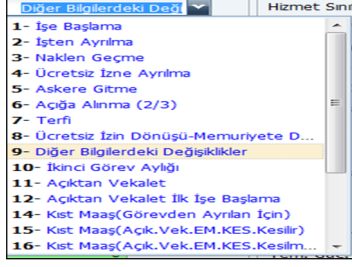 Diğer Bilgilerdeki Deği
Hizmet Sını
1- İşe Başlama
2- İşten Ayrılma
3- Naklen Geçme
4- Ücretsiz İzne Ayrılma
5- Askere Gitme
6- Açığa Alınma (2/3)
7- Terfi
8- Ücretsiz İzin Dönüşü-Memuriyete D...
9- Diğer Bilgilerdeki Değişiklikler
10- İkinci Görev Aylığı
11- Açıktan Vekalet
12- Açıktan Vekalet İlk İşe Başlama
14- Kıst Maaş(Görevden Ayrılan İçin)
15- Kıst Maaş(Açık.Vek.EM.KES.Kesilir)
16- Kıst Maaş(Açık.Vek.EM.KES.Kesilm...